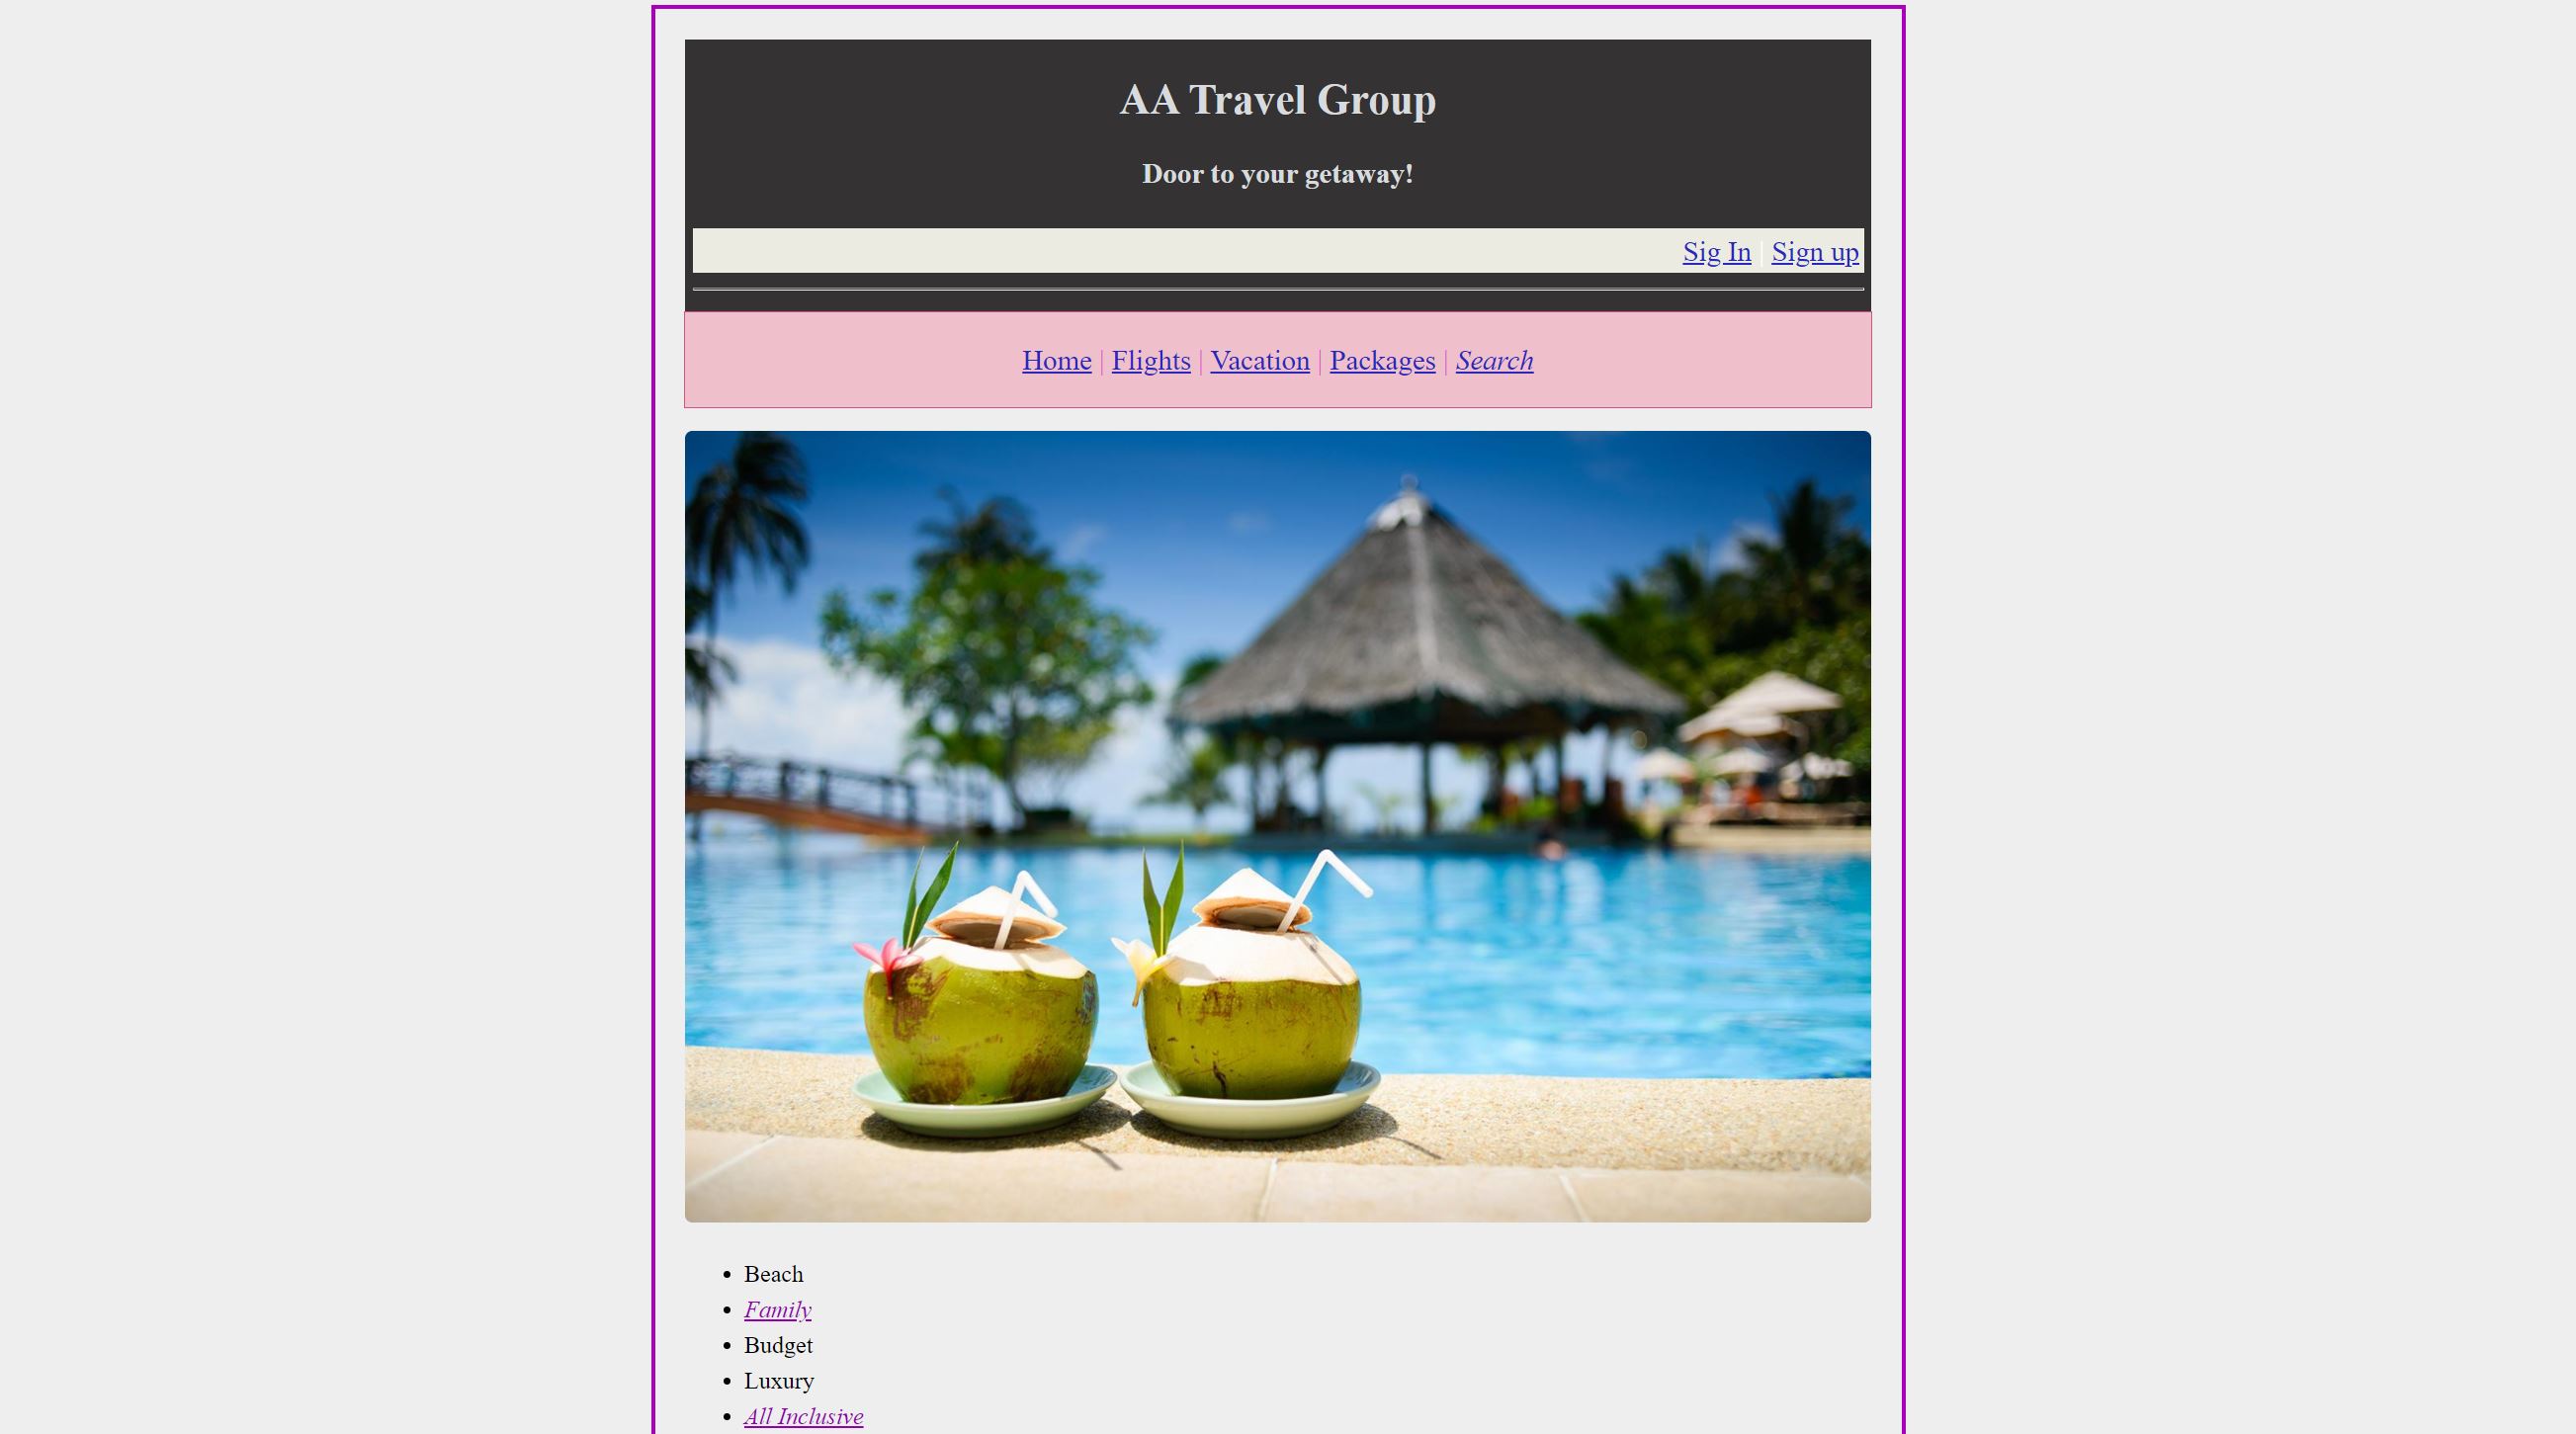 AA Travel Group
Door to your getaway!
Sig In | Sign up
Home | Flights | Vacation | Packages | Search
Beach
Family
Budget
Luxury
All Inclusive